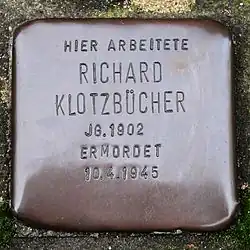 HIER ARBEITETE
RICHARD
KLOTZBÜCHER
JG. 1902
ERMORDET
10.4.1945